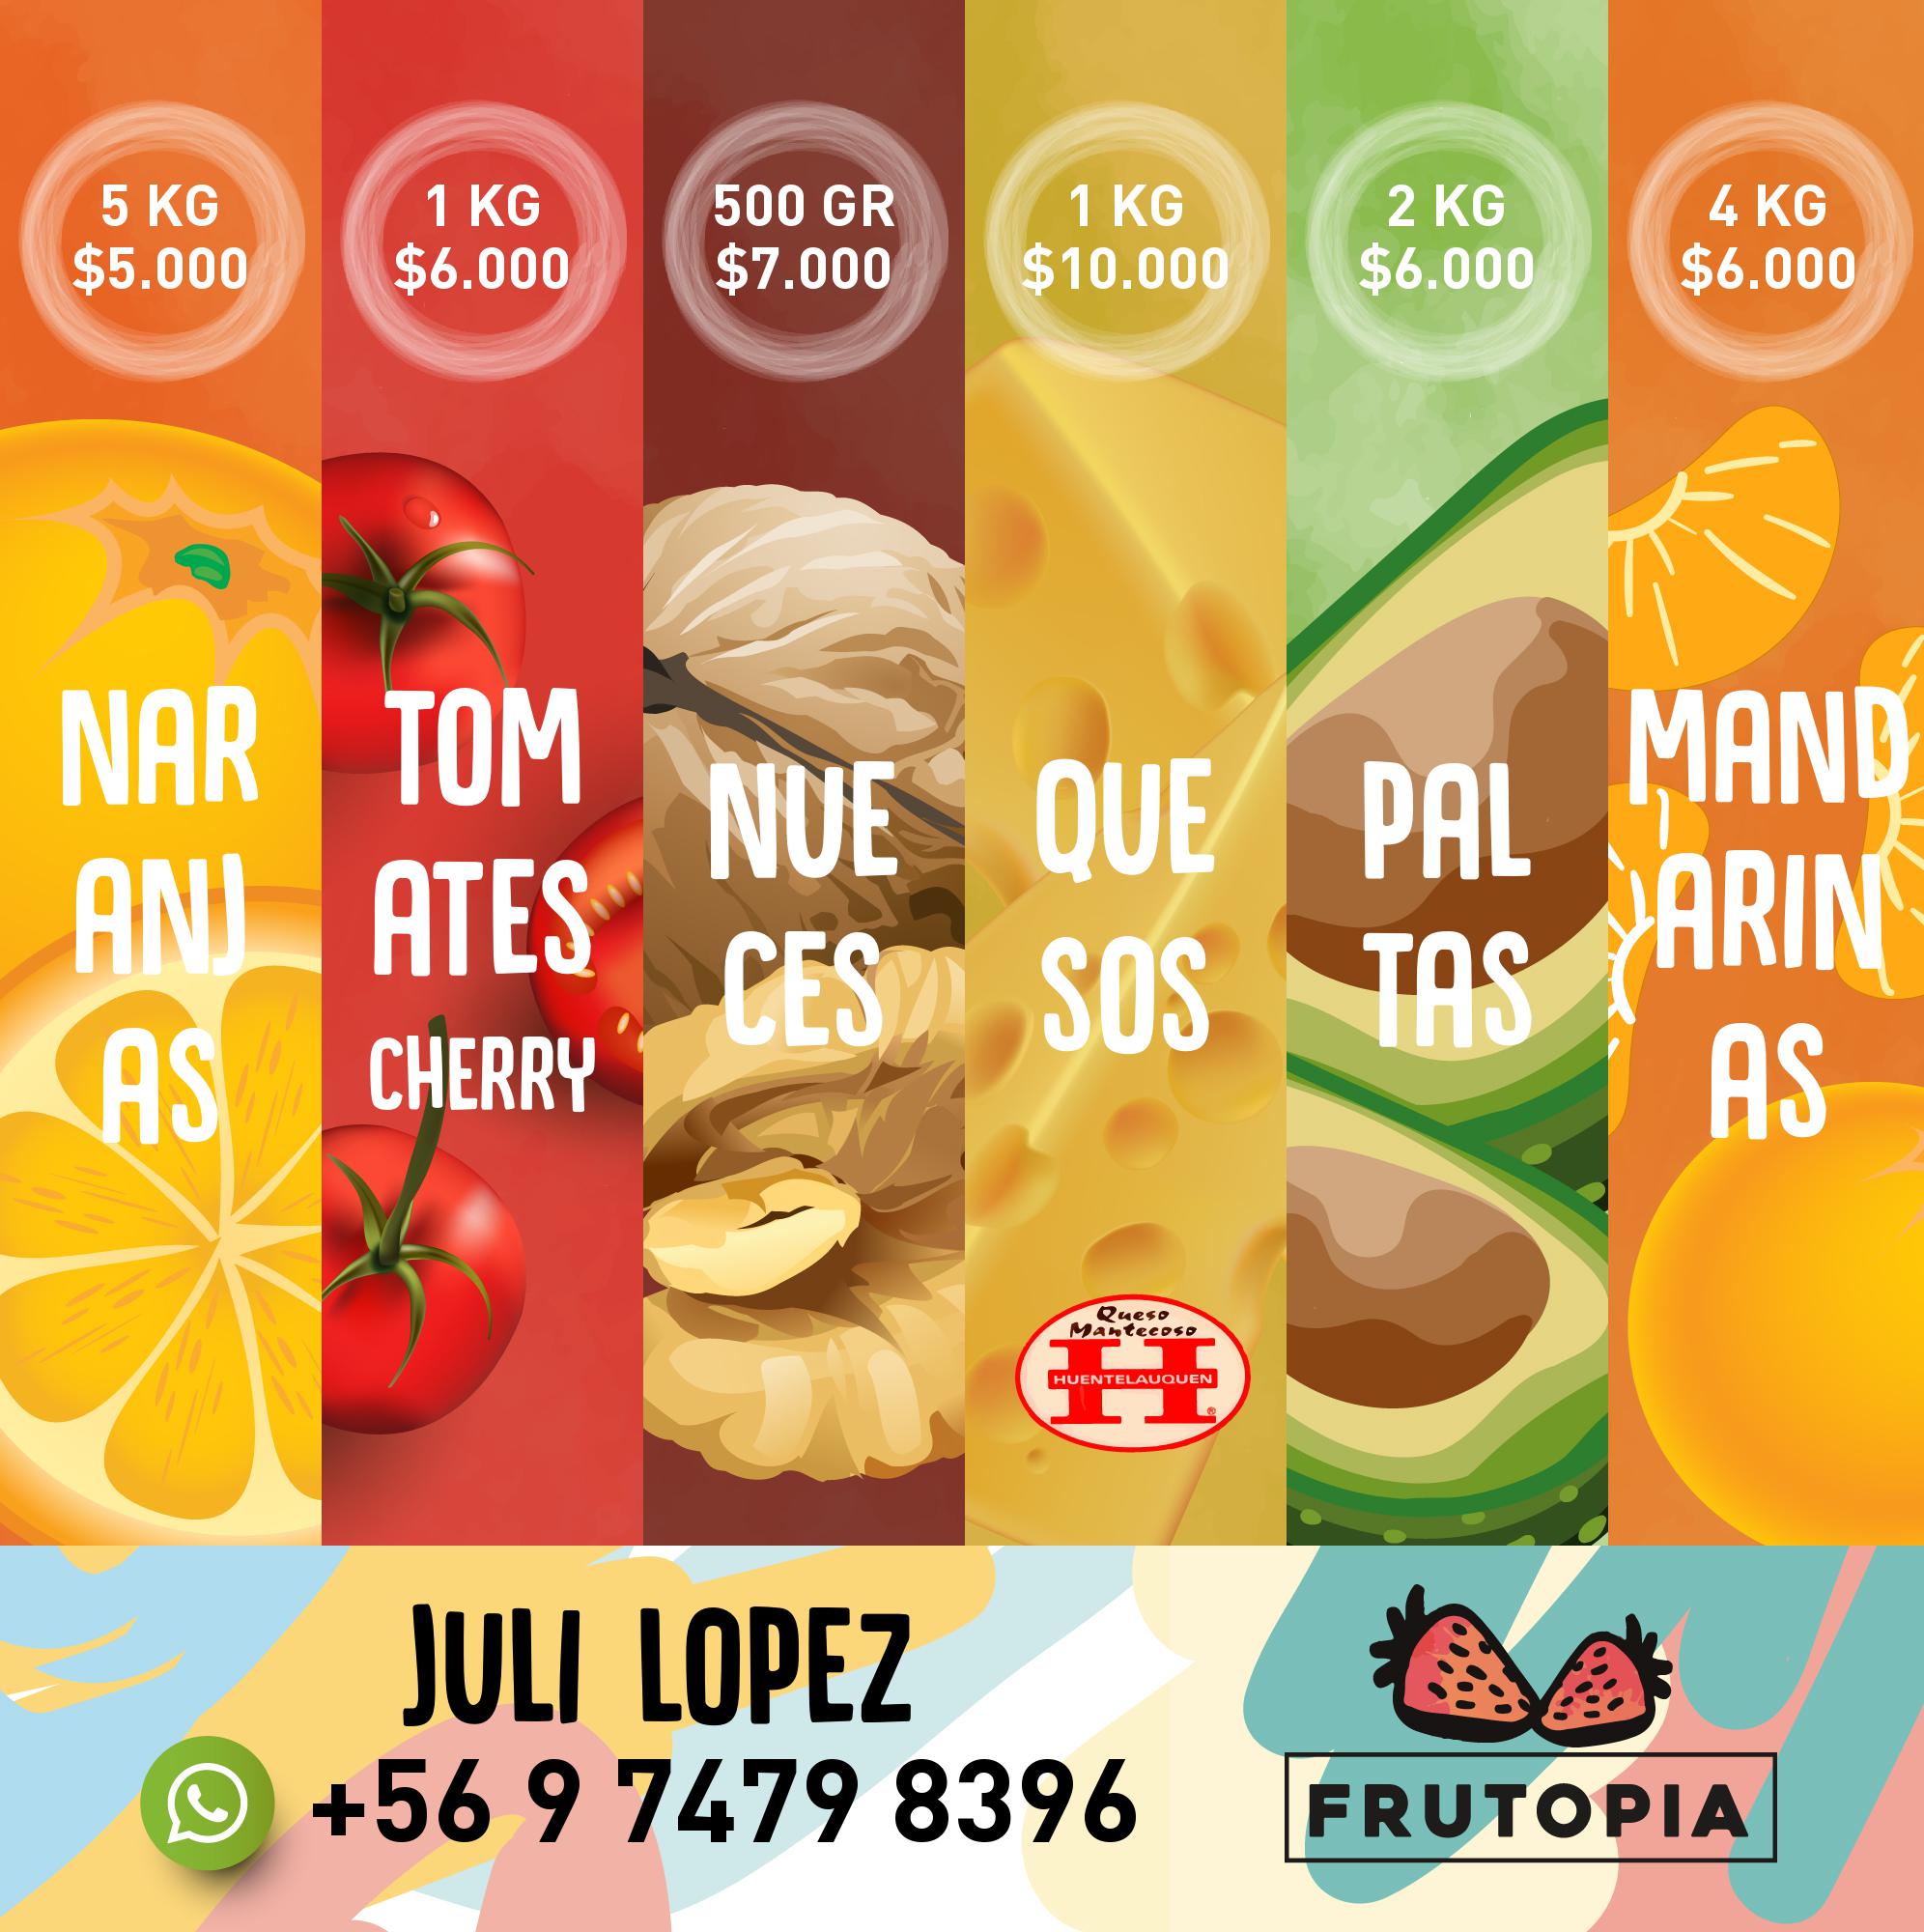 5 KG
$5.000
NAR
ANJ
AS
1 KG
$6.000
TOM
ATES
CHERRY
500 GR
$7.000
NUE
CES
1 KG
$10.000
QUE
SOS
Queso
Mantecoso
H
HUENTELAUQUEN
®
2 KG
$6.000
PAL
TAS
4 KG
$6.000
MAND
ARIN
AS
JULI LOPEZ
+56 9 7479 8396
FRUTOPIA